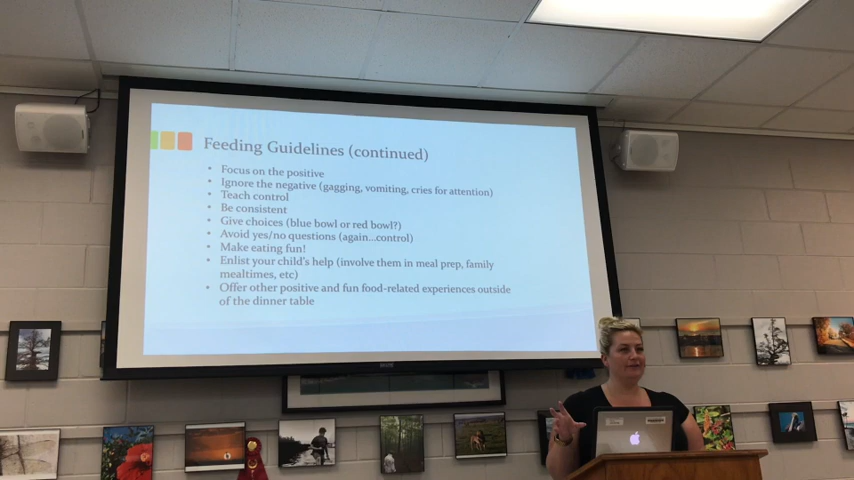 Feeding Guidelines (continued)
• Focus on the positive
• Ignore the negative (gagging, vomiting, cries for attention)
• Teach control
• Be consistent
• Give choices (blue bowl or red bowl?)
• Avoid yes/no questions (again...control)
• Make eating fun!
• Enlist your child's help (involve them in meal prep, family
mealtimes, etc)
• Offer other positive and fun food-related experiences outside
of the dinner table